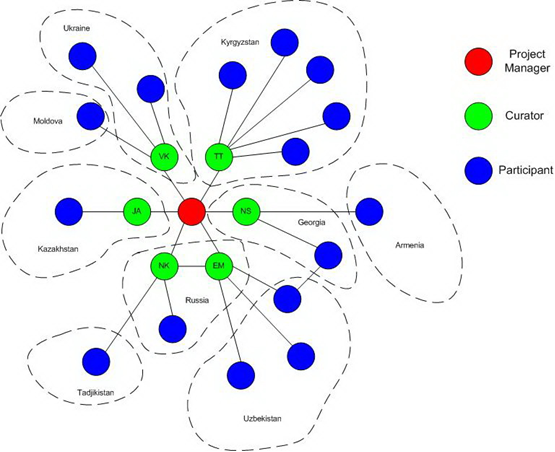 Ukraine
Kyrgyzstan
Project
Manager
Curator
Moldova
VK
TT
Participant
JA
NS
Georgia
Kazakhstan
Armenia
NK
EM
Russia
Tadjikistan
Uzbekistan